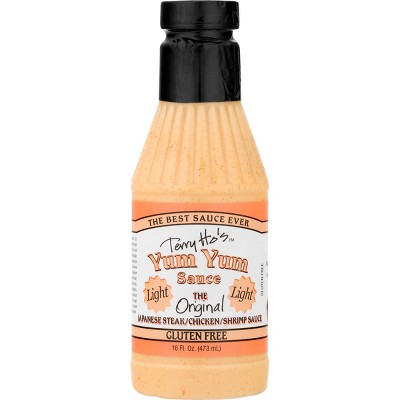 THE BEST SAUCE EVER
Terry Ho's™
Yum Yum
Sauce
Light
THE
Light
Original
JAPANESE STEAK/CHICKEN/SHRIMP SAUCE
GLUTEN FREE
16 Fl. Oz. (473 mL)